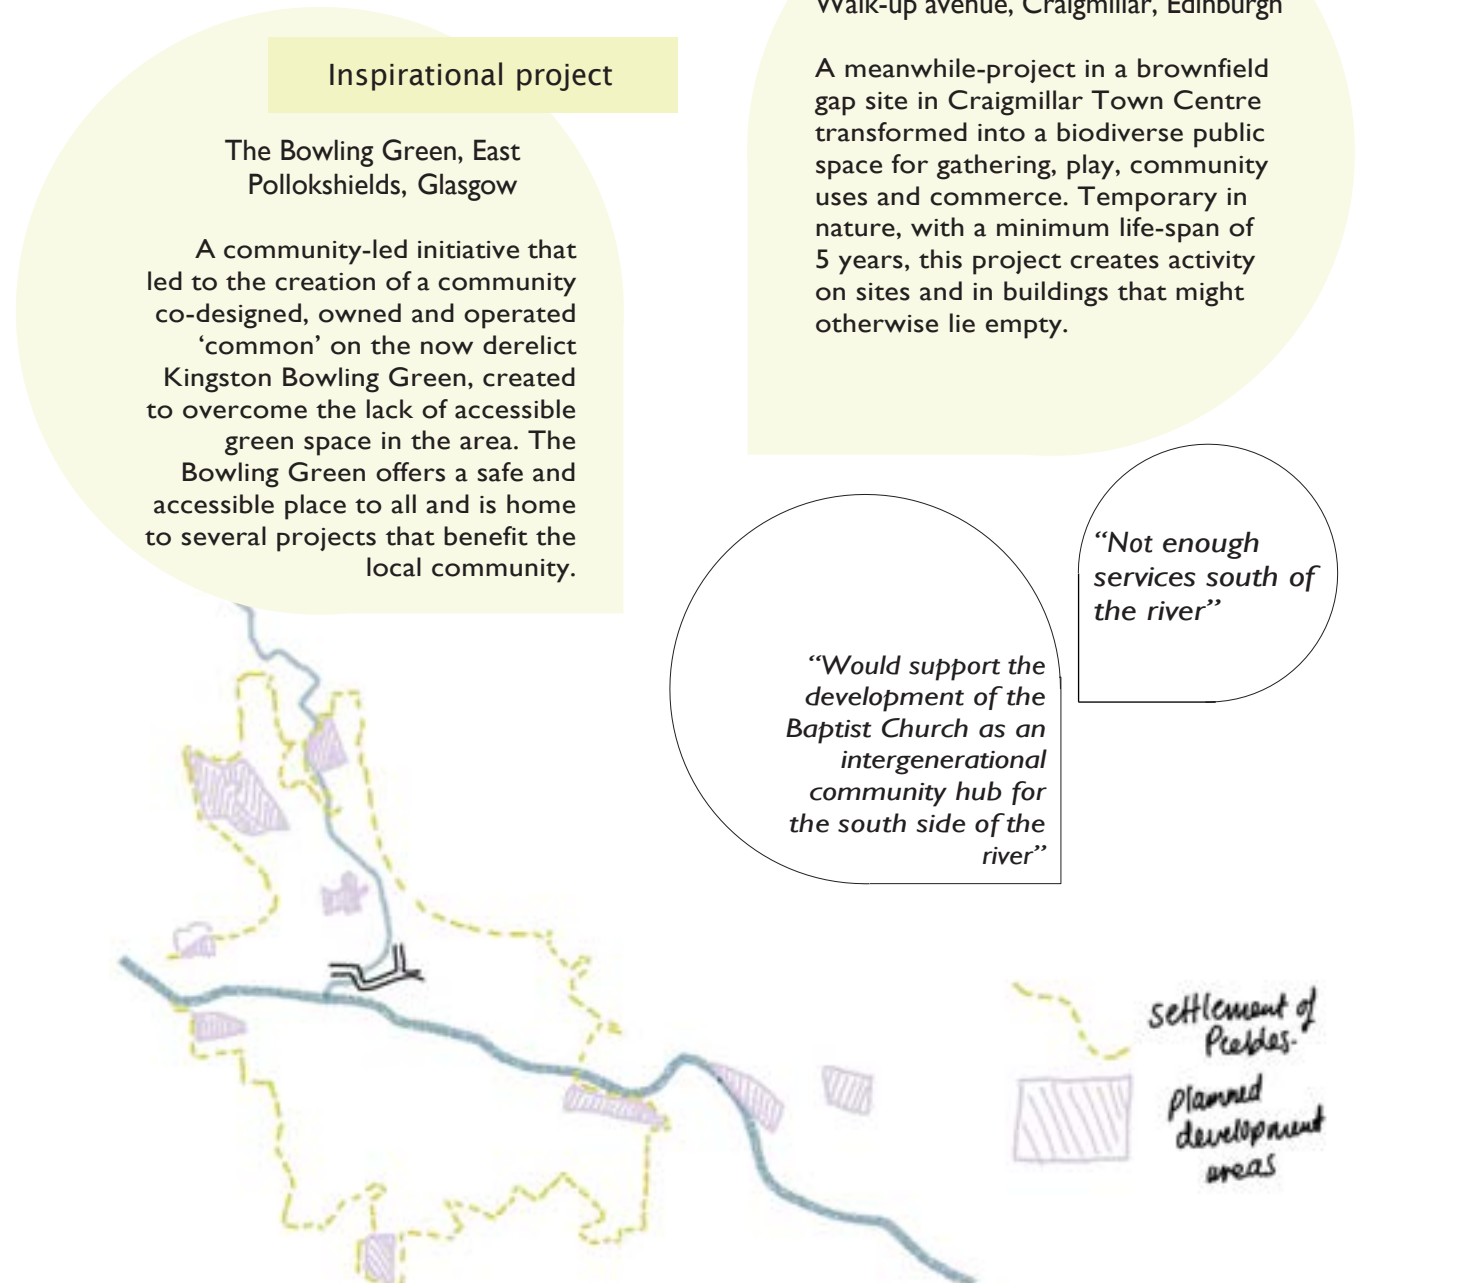 Inspirational project
The Bowling Green, East
Pollokshields, Glasgow
A community-led initiative that
led to the creation of a community
co-designed, owned and operated
‘common’ on the now derelict
Kingston Bowling Green, created
to overcome the lack of accessible
green space in the area. The
Bowling Green offers a safe and
accessible place to all and is home
to several projects that benefit the
local community.
Walk-up avenue, Craigmillar, Edinburgh
A meanwhile-project in a brownfield
gap site in Craigmillar Town Centre
transformed into a biodiverse public
space for gathering, play, community
uses and commerce. Temporary in
nature, with a minimum life-span of
5 years, this project creates activity
on sites and in buildings that might
otherwise lie empty.
“Not enough
services south of
the river”
“Would support the
development of the
Baptist Church as an
intergenerational
community hub for
the south side of the
river”
settlement of
Peebles.
planned
development
areas